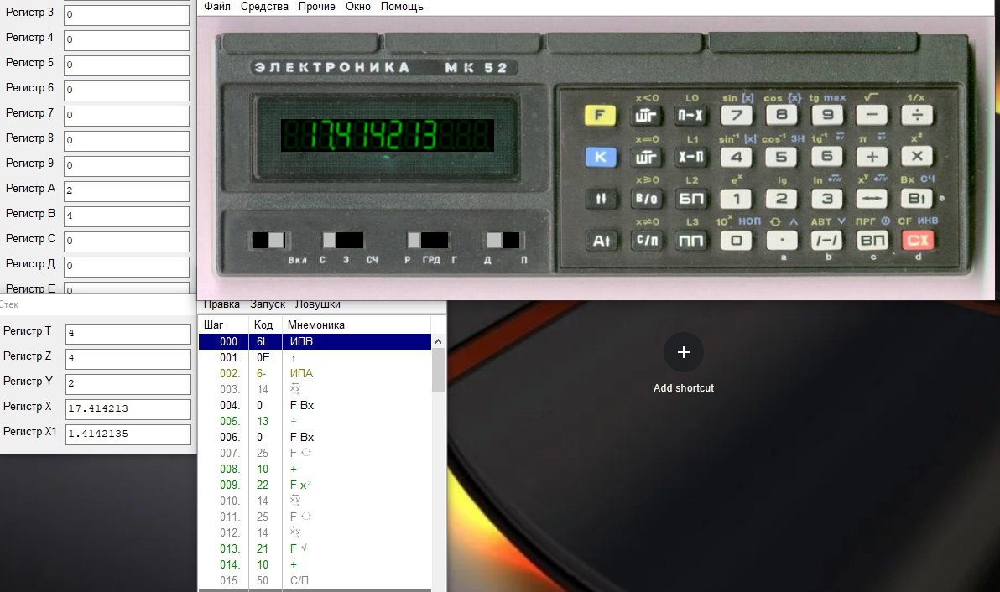 Регистр 3 0
Регистр 4 0
Регистр 5 0
Регистр 6 0
Регистр 7 0
Регистр 8 0
Регистр 9 0
Регистр A 2
Регистр B 4
Регистр C 0
Регистр Д 0
Регистр E 0
Стек
Регистр T 4
Регистр Z 4
Регистр Y 2
Регистр X 17.414213
Регистр X1 1.4142135
Файл Средства Прочие Окно Помощь
ЭЛЕКТРОНИКА МК 52
17,414213
Вкл С З СЧ Р ГРД Г Д П
x<0 L0 sin [x] cos {x} tg max √ 1/x
F ШГ П→X 7 8 9 − ÷
x=0 L1 sin⁻¹ |x| cos⁻¹ ЗН tg⁻¹ π x²
K ШГ X→П 4 5 6 + ×
x≥0 L2 eˣ lg ln xʸ Вx СЧ
↑↓ В/О БП 1 2 3 ↔ В↑
x≠0 L3 10ˣ НОП ∧ АВТ ∨ ПРГ ⊕ CF ИНВ
А↑ С/П ПП 0 · /−/ ВП СX
a b c d
Правка Запуск Ловушки
Шаг Код Мнемоника
000. 6L ИПВ
001. 0E ↑
002. 6- ИПА
003. 14 XY
004. 0 F Вx
005. 13 ÷
006. 0 F Вx
007. 25 F
008. 10 +
009. 22 F x²
010. 14 XY
011. 25 F
012. 14 XY
013. 21 F √
014. 10 +
015. 50 С/П
Add shortcut